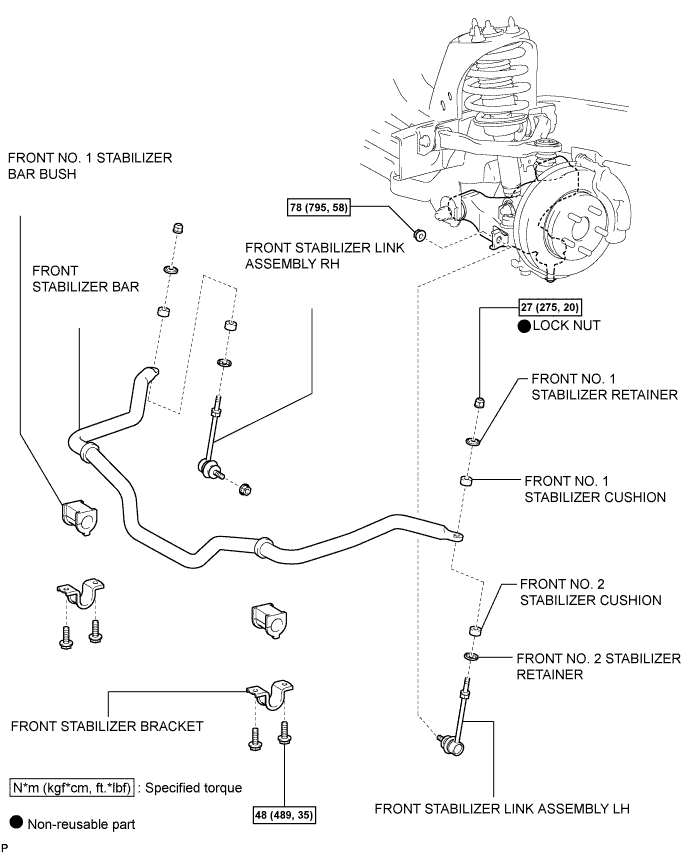 FRONT NO. 1 STABILIZER
BAR BUSH
78 (795, 58)
FRONT STABILIZER LINK
ASSEMBLY RH
FRONT
STABILIZER BAR
27 (275, 20)
LOCK NUT
FRONT NO. 1
STABILIZER RETAINER
FRONT NO. 1
STABILIZER CUSHION
FRONT NO. 2
STABILIZER CUSHION
FRONT NO. 2 STABILIZER
RETAINER
FRONT STABILIZER BRACKET
N*m (kgf*cm, ft.*lbf) : Specified torque
48 (489, 35)
FRONT STABILIZER LINK ASSEMBLY LH
Non-reusable part
P